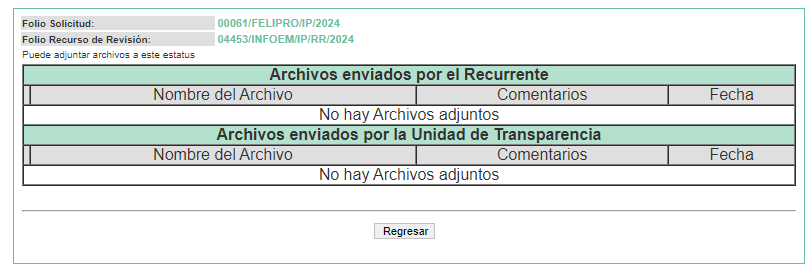 Folio Solicitud: 00061/FELIPRO/IP/2024
Folio Recurso de Revisión: 04453/INFOEM/IP/RR/2024
Puede adjuntar archivos a este estatus
Archivos enviados por el Recurrente
Nombre del Archivo Comentarios Fecha
No hay Archivos adjuntos
Archivos enviados por la Unidad de Transparencia
Nombre del Archivo Comentarios Fecha
No hay Archivos adjuntos
Regresar